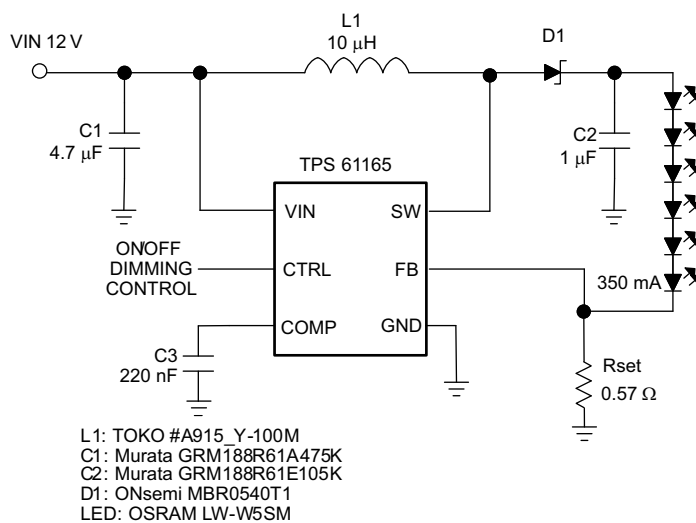 L1
10 μH
D1
VIN 12 V
C1
4.7 μF
C2
1 μF
TPS 61165
VIN
SW
ON/OFF
DIMMING
CONTROL
CTRL
FB
350 mA
COMP
GND
C3
220 nF
Rset
0.57 Ω
L1: TOKO #A915_Y-100M
C1: Murata GRM188R61A475K
C2: Murata GRM188R61E105K
D1: ONsemi MBR0540T1
LED: OSRAM LW-W5SM